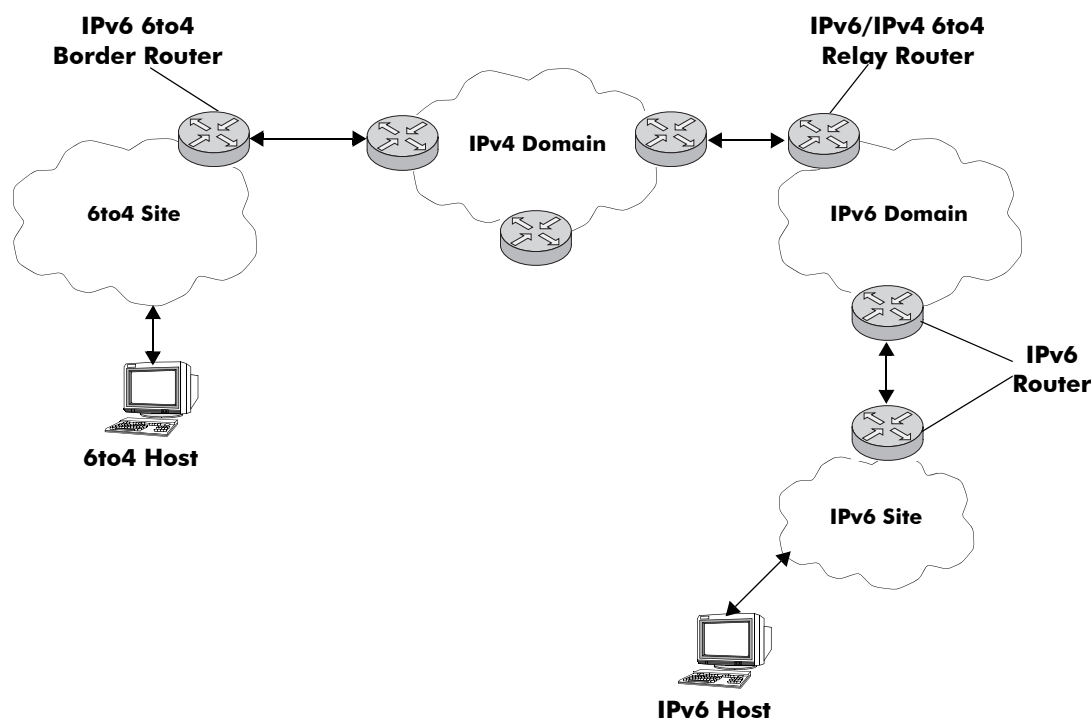 IPv6 6to4
Border Router
IPv6/IPv4 6to4
Relay Router
IPv4 Domain
6to4 Site
IPv6 Domain
IPv6
Router
6to4 Host
IPv6 Site
IPv6 Host